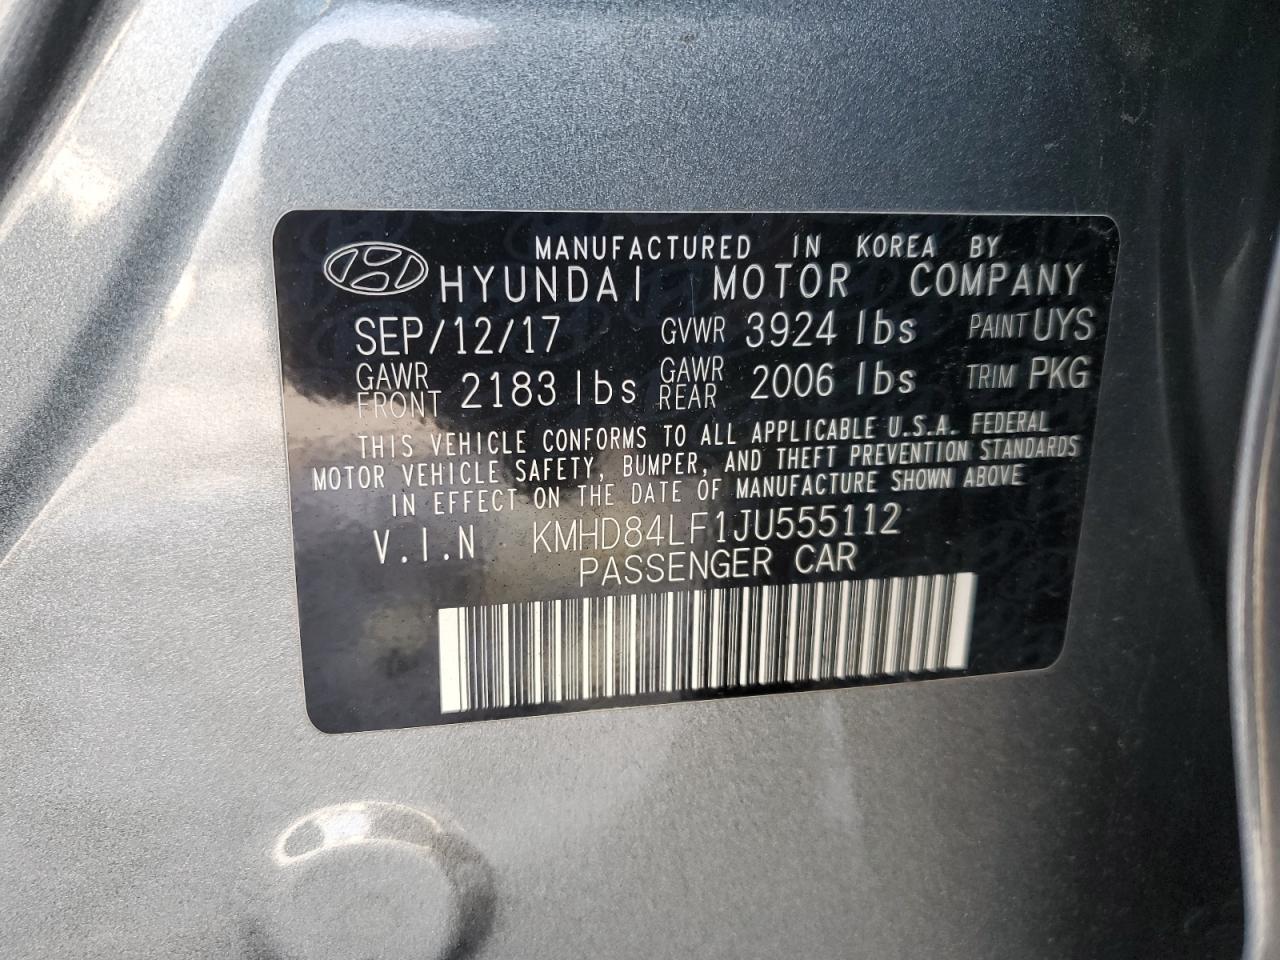 MANUFACTURED IN KOREA BY
HYUNDAI MOTOR COMPANY
SEP/12/17 GVWR 3924 lbs PAINT UYS
GAWR FRONT 2183 lbs GAWR REAR 2006 lbs TRIM PKG
THIS VEHICLE CONFORMS TO ALL APPLICABLE U.S.A. FEDERAL
MOTOR VEHICLE SAFETY, BUMPER, AND THEFT PREVENTION STANDARDS
IN EFFECT ON THE DATE OF MANUFACTURE SHOWN ABOVE
V.I.N KMHD84LF1JU555112
PASSENGER CAR